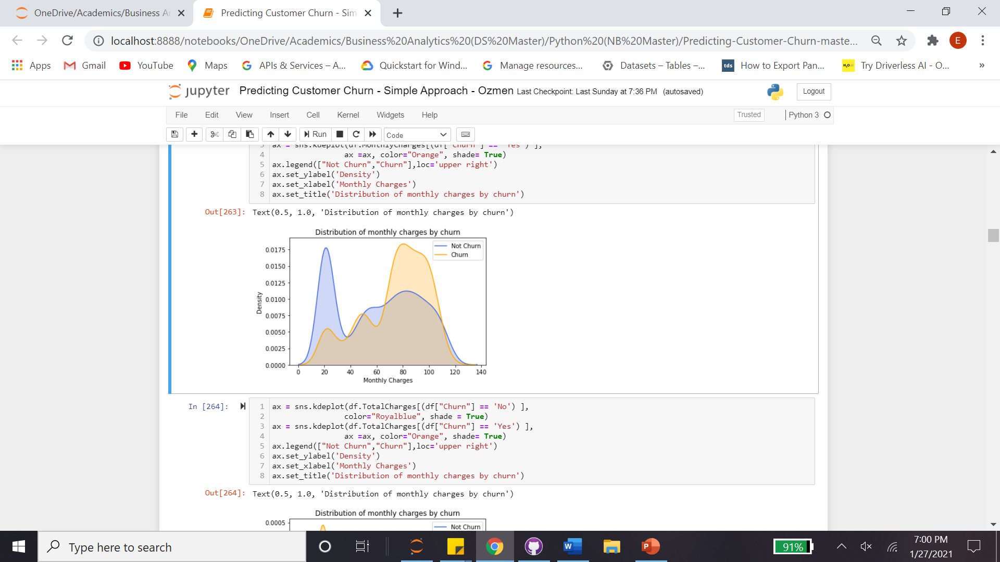 OneDrive/Academics/Business Ar
Predicting Customer Churn - Sim
localhost:8888/notebooks/OneDrive/Academics/Business%20Analytics%20(DS%20Master)/Python%20(NB%20Master)/Predicting-Customer-Churn-maste...
E
Apps Gmail YouTube Maps APIs & Services – A... Quickstart for Wind... Manage resources... Datasets – Tables –... tds How to Export Pan... H₂O.ai Try Driverless AI - O... »
jupyter Predicting Customer Churn - Simple Approach - Ozmen Last Checkpoint: Last Sunday at 7:36 PM (autosaved) Logout
File Edit View Insert Cell Kernel Widgets Help Trusted Python 3
Run Code
3 ax = sns.kdeplot(df.MonthlyCharges[(df["Churn"] == 'Yes') ],
4 ax =ax, color="Orange", shade= True)
5 ax.legend(["Not Churn","Churn"],loc='upper right')
6 ax.set_ylabel('Density')
7 ax.set_xlabel('Monthly Charges')
8 ax.set_title('Distribution of monthly charges by churn')
Out[263]: Text(0.5, 1.0, 'Distribution of monthly charges by churn')
Distribution of monthly charges by churn
Not Churn
Churn
0.0175
0.0150
0.0125
0.0100
0.0075
0.0050
0.0025
0.0000
Density
0 20 40 60 80 100 120 140
Monthly Charges
In [264]:
1 ax = sns.kdeplot(df.TotalCharges[(df["Churn"] == 'No') ],
2 color="Royalblue", shade = True)
3 ax = sns.kdeplot(df.TotalCharges[(df["Churn"] == 'Yes') ],
4 ax =ax, color="Orange", shade= True)
5 ax.legend(["Not Churn","Churn"],loc='upper right')
6 ax.set_ylabel('Density')
7 ax.set_xlabel('Monthly Charges')
8 ax.set_title('Distribution of monthly charges by churn')
Out[264]: Text(0.5, 1.0, 'Distribution of monthly charges by churn')
Distribution of monthly charges by churn
0.0005
Not Churn
Type here to search
W
P
91%
7:00 PM
1/27/2021